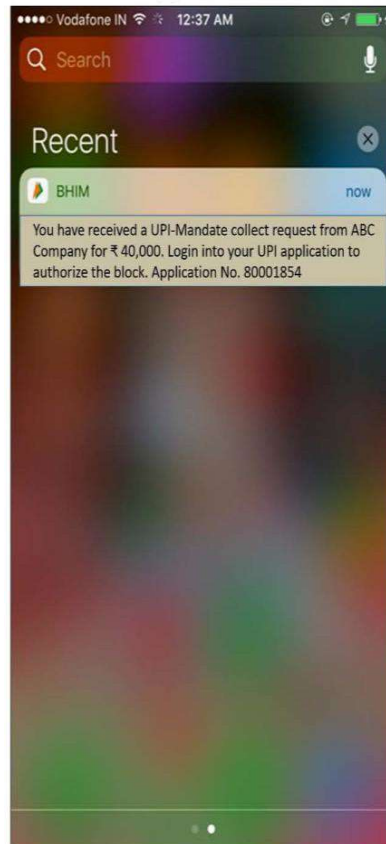 Vodafone IN 12:37 AM
Search
Recent
BHIM now
You have received a UPI-Mandate collect request from ABC
Company for ₹ 40,000. Login into your UPI application to
authorize the block. Application No. 80001854